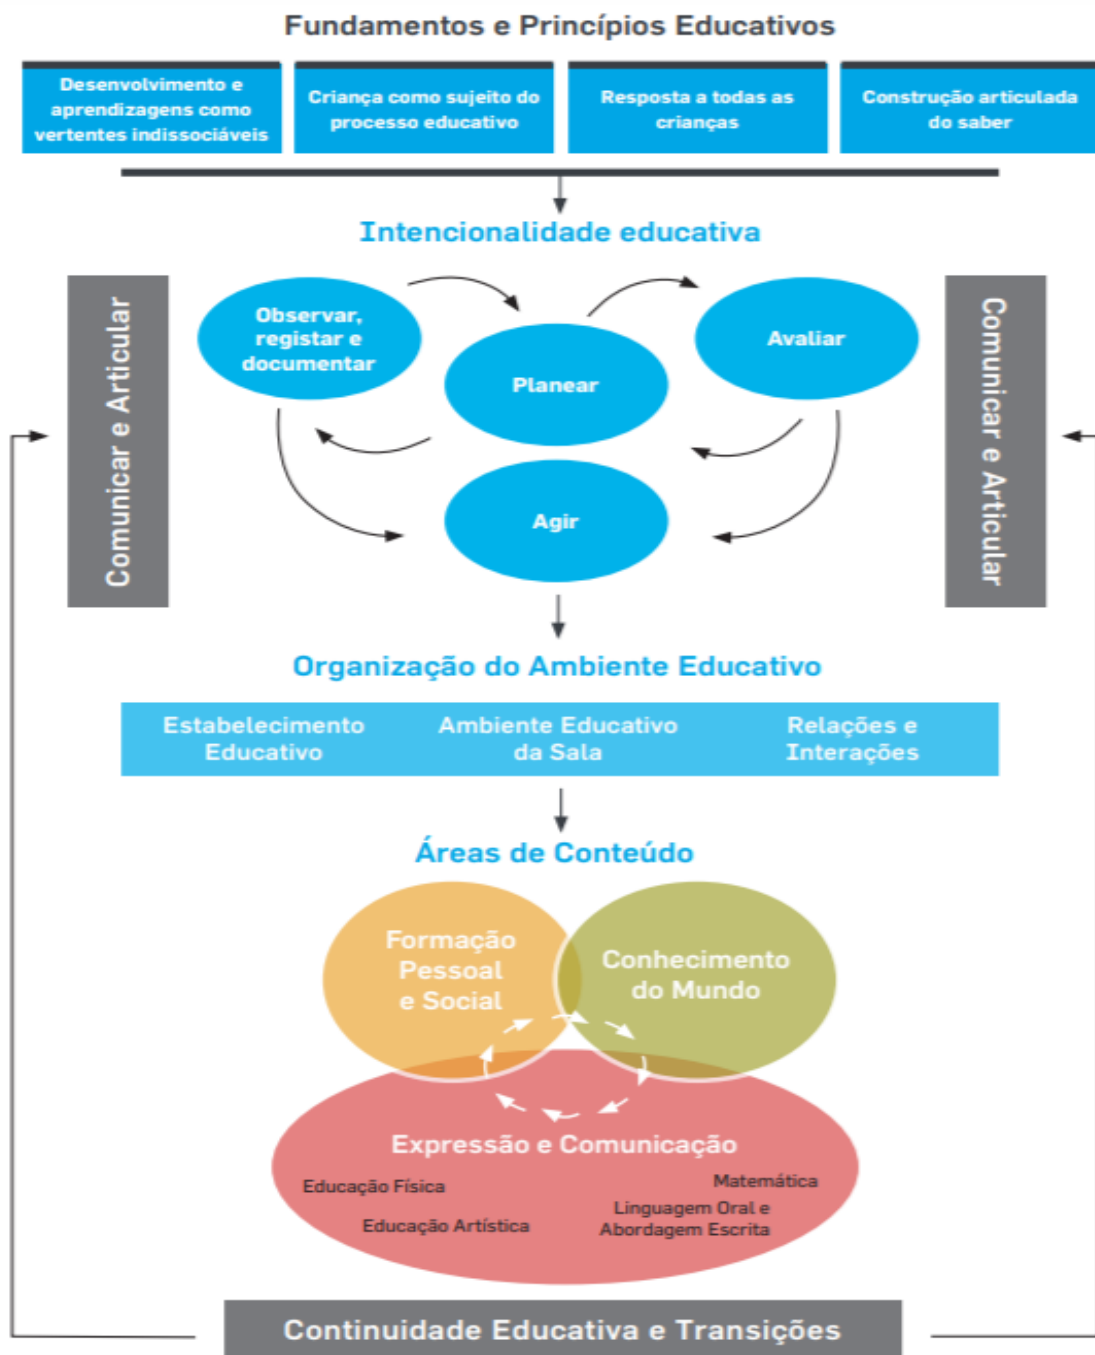 Fundamentos e Princípios Educativos
Desenvolvimento e
aprendizagens como
vertentes indissociáveis
Criança como sujeito do
processo educativo
Resposta a todas as
crianças
Construção articulada
do saber
Intencionalidade educativa
Comunicar e Articular
Observar,
registar e
documentar
Planear
Avaliar
Agir
Comunicar e Articular
Organização do Ambiente Educativo
Estabelecimento
Educativo
Ambiente Educativo
da Sala
Relações e
Interações
Áreas de Conteúdo
Formação
Pessoal
e Social
Conhecimento
do Mundo
Expressão e Comunicação
Educação Física
Educação Artística
Matemática
Linguagem Oral e
Abordagem Escrita
Continuidade Educativa e Transições